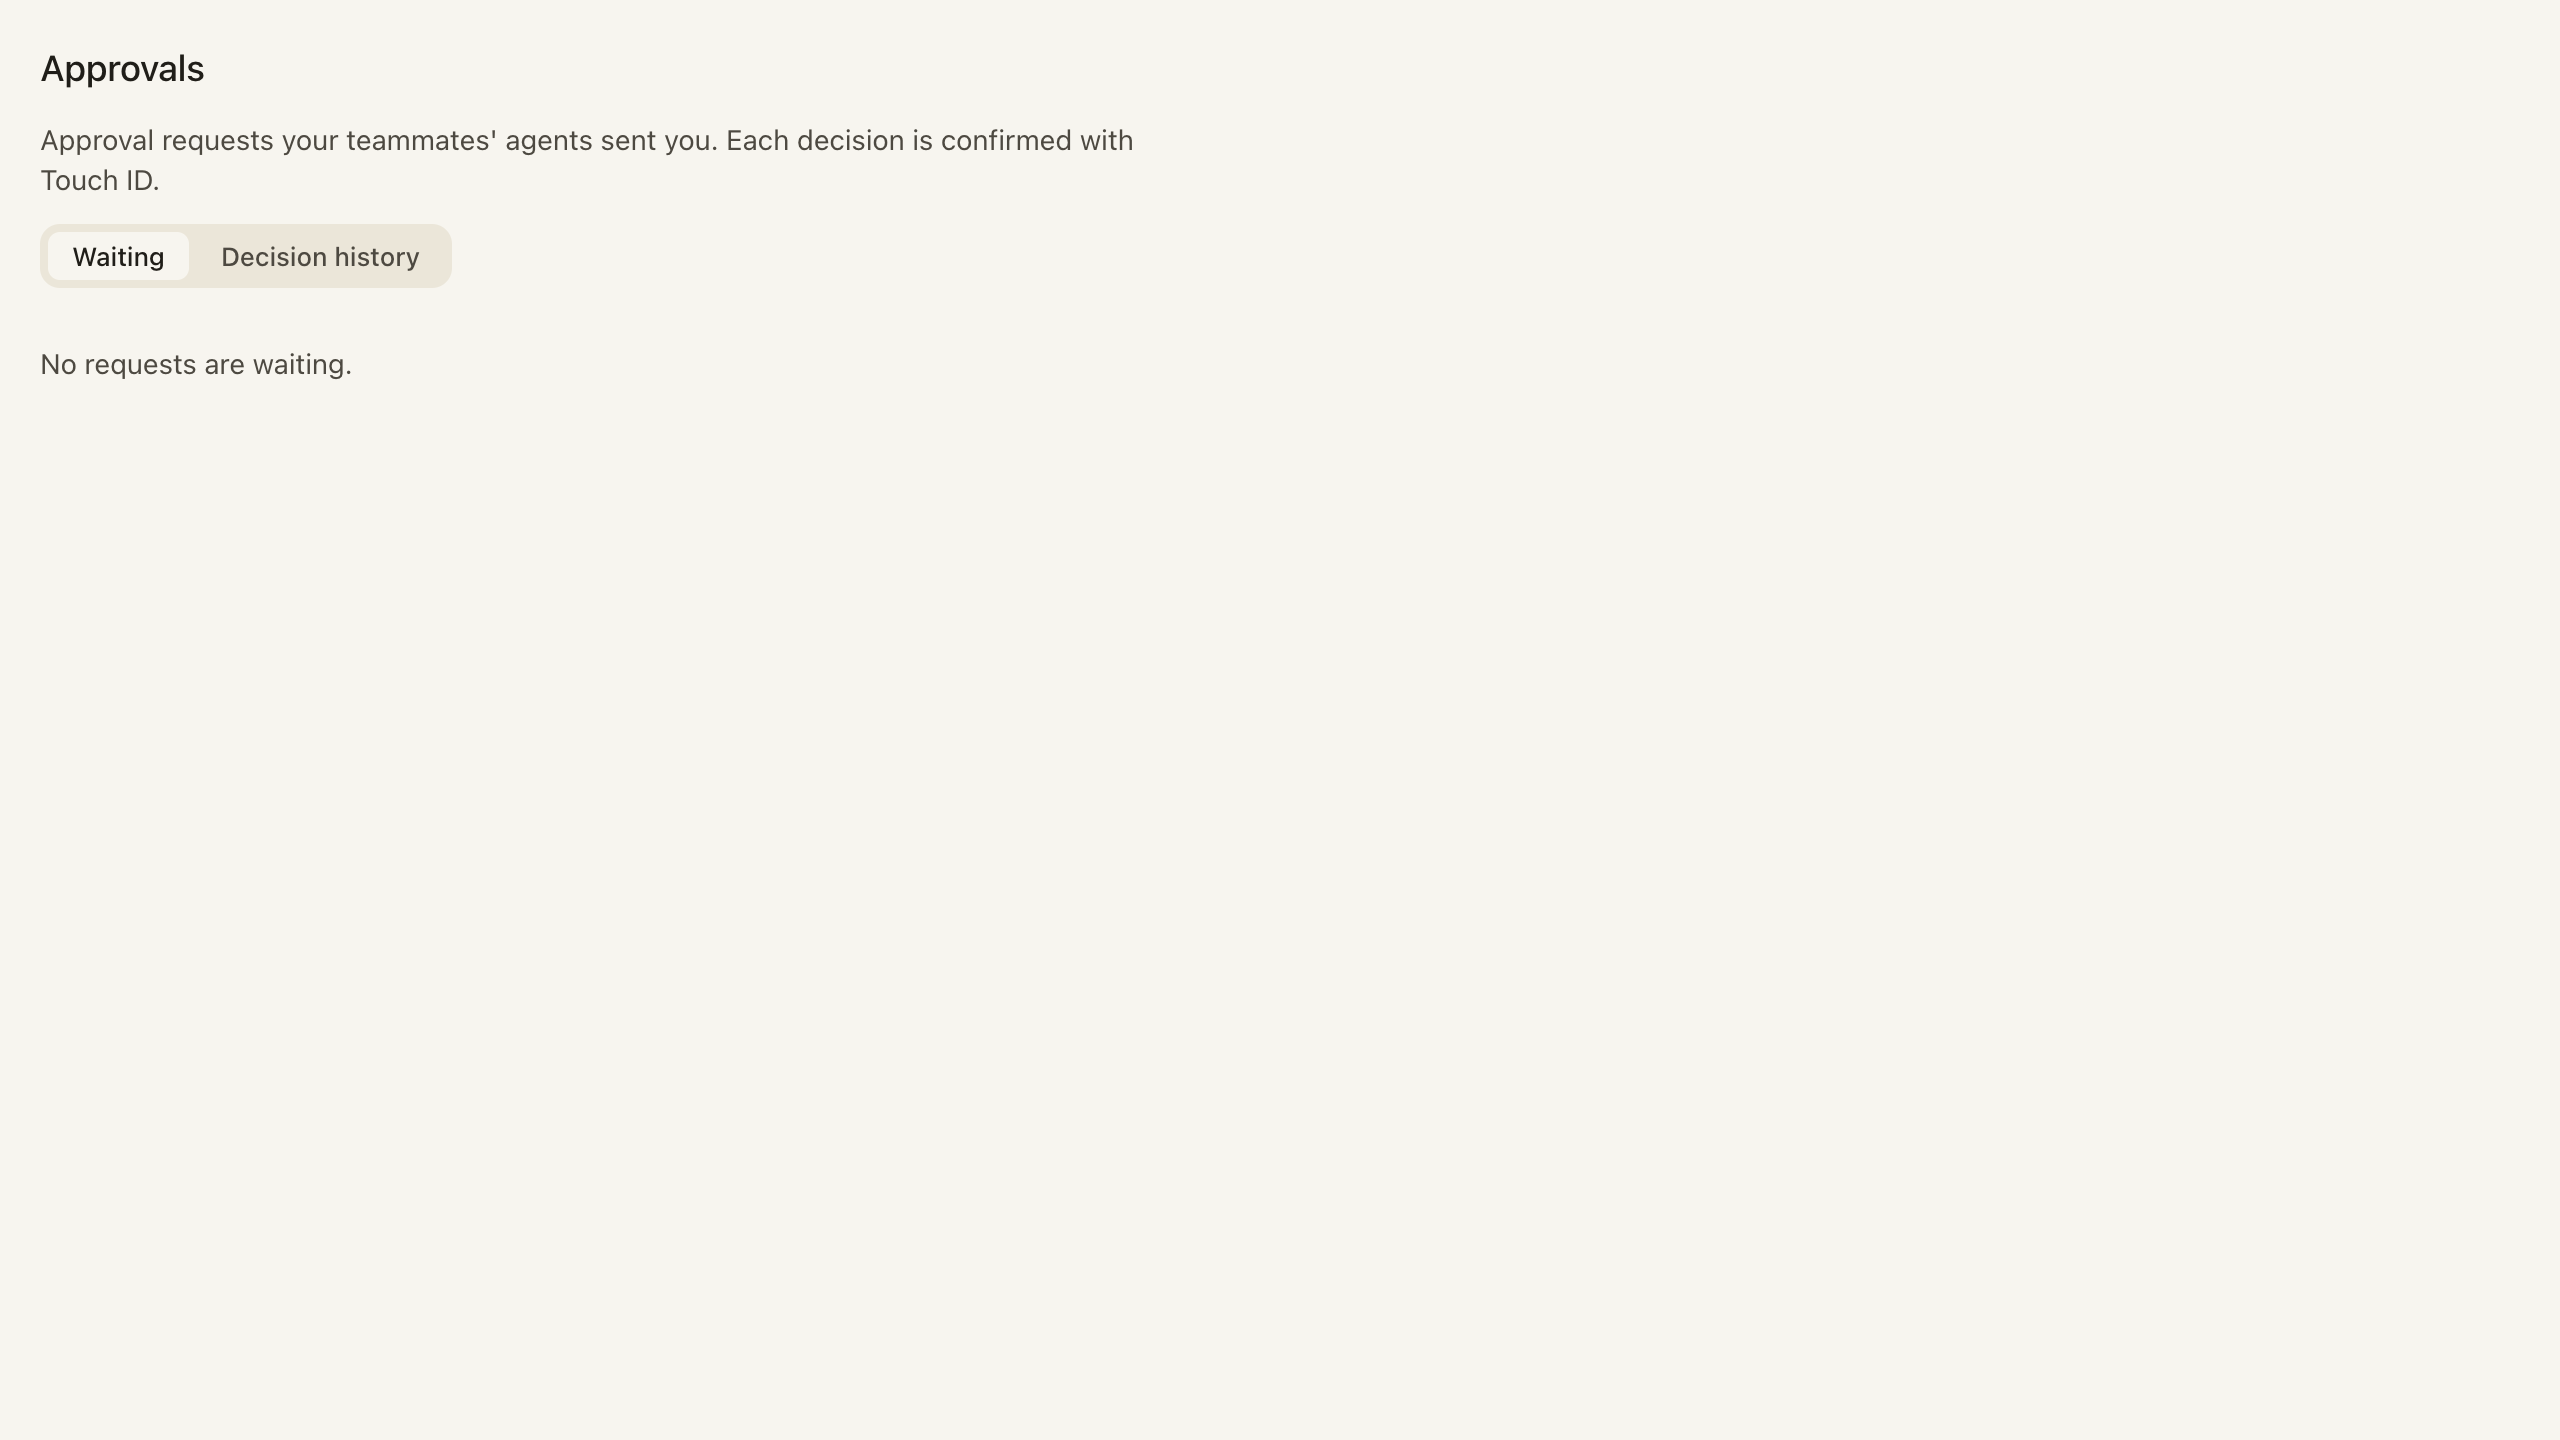 Approvals
Approval requests your teammates' agents sent you. Each decision is confirmed with
Touch ID.
Waiting
Decision history
No requests are waiting.